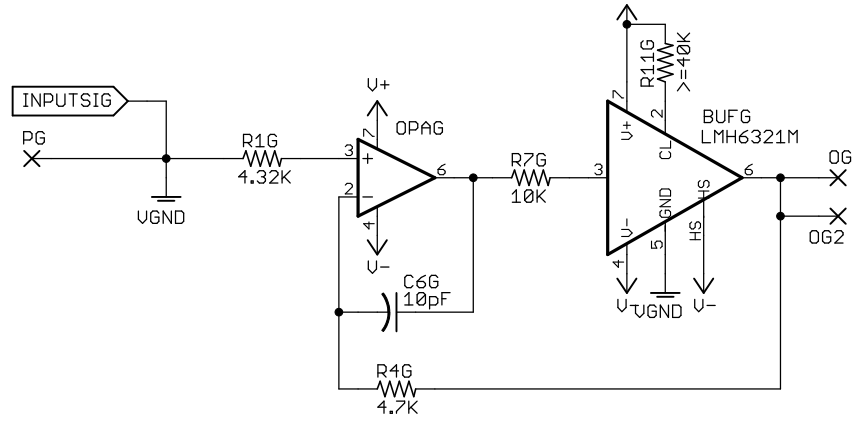 INPUTSIG
PG
VGND
R1G
4.32K
V+
OPAG
3
+
7
2
-
4
6
V-
C6G
10pF
R4G
4.7K
R7G
10K
3
R11G
>=40K
7
2
V+
CL
BUFG
LMH6321M
6
V-
GND
HS
4
5
HS
V-
VGND
V-
OG
OG2